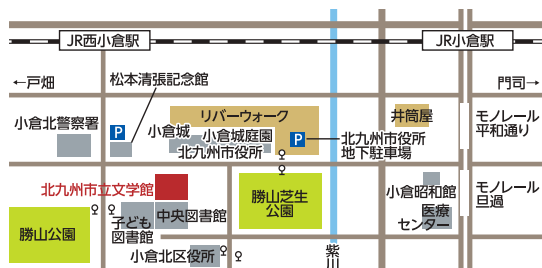 JR西小倉駅
JR小倉駅
←戸畑
松本清張記念館
門司→
リバーウォーク
井筒屋
モノレール
平和通り
小倉北警察署
P
小倉城
小倉城庭園
P
北九州市役所
地下駐車場
北九州市役所
北九州市立文学館
勝山芝生
公園
小倉昭和館
モノレール
旦過
子ども
図書館
中央図書館
医療
センター
勝山公園
小倉北区役所
紫川